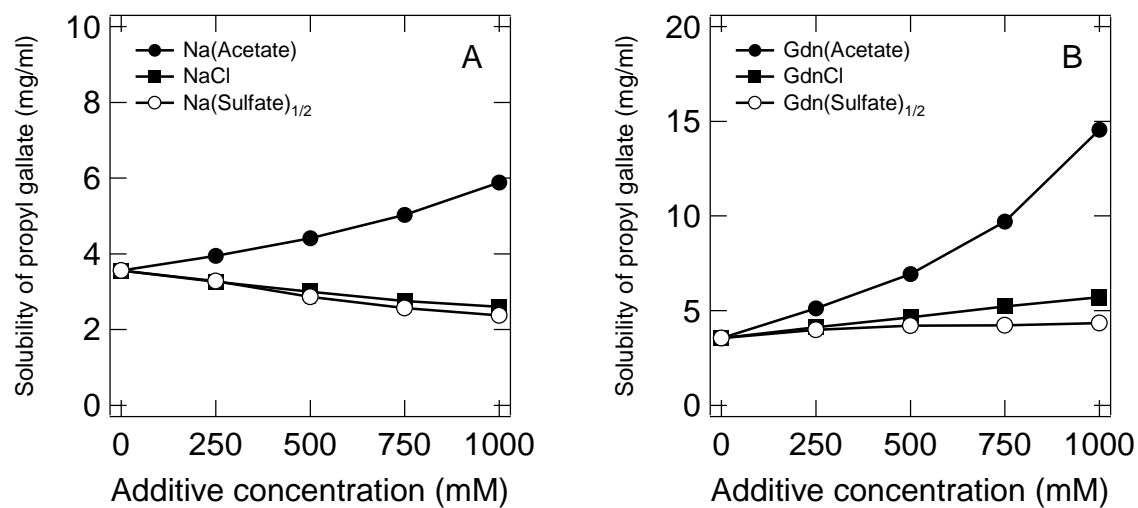 Solubility of propyl gallate (mg/ml)
10
8
6
4
2
0
Na(Acetate)
NaCl
Na(Sulfate)1/2
A
0 250 500 750 1000
Additive concentration (mM)
Solubility of propyl gallate (mg/ml)
20
15
10
5
0
Gdn(Acetate)
GdnCl
Gdn(Sulfate)1/2
B
0 250 500 750 1000
Additive concentration (mM)